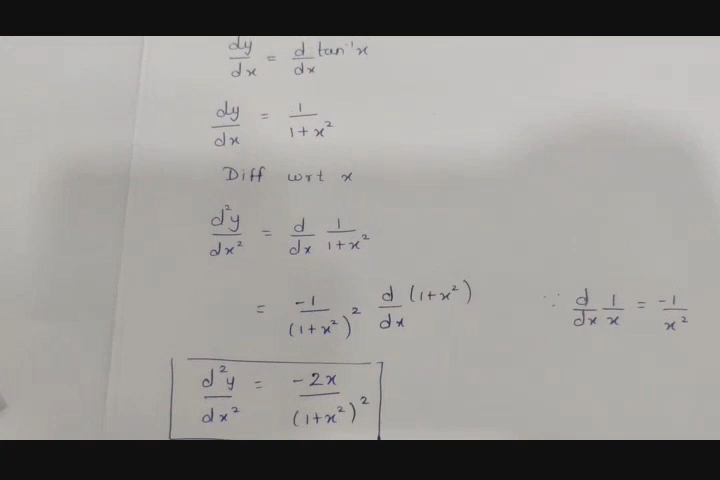 dy/dx = d/dx tan⁻¹x
dy/dx = 1/(1+x²)
Diff wrt x
d²y/dx² = d/dx 1/(1+x²)
= -1/(1+x²)² d/dx (1+x²) ∵ d/dx 1/x = -1/x²
d²y/dx² = -2x/(1+x²)²